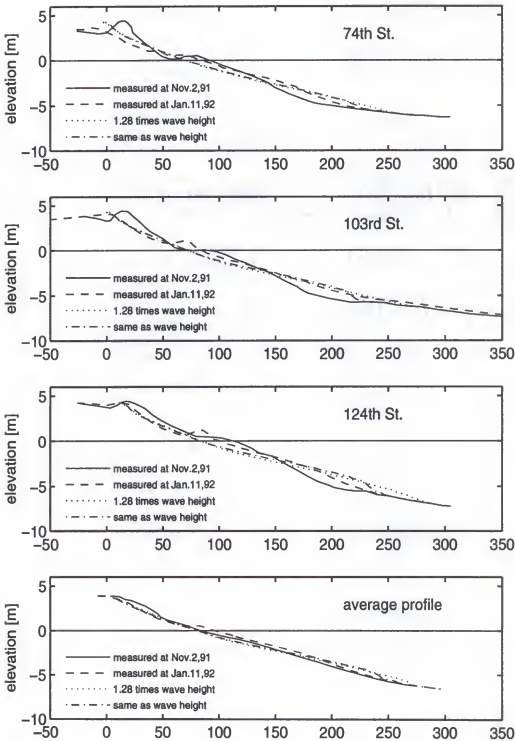 74th St.
elevation [m]
5
0
−5
−10
measured at Nov.2,91
measured at Jan.11,92
1.28 times wave height
same as wave height
−50 0 50 100 150 200 250 300 350
103rd St.
elevation [m]
5
0
−5
−10
measured at Nov.2,91
measured at Jan.11,92
1.28 times wave height
same as wave height
−50 0 50 100 150 200 250 300 350
124th St.
elevation [m]
5
0
−5
−10
measured at Nov.2,91
measured at Jan.11,92
1.28 times wave height
same as wave height
−50 0 50 100 150 200 250 300 350
average profile
elevation [m]
5
0
−5
−10
measured at Nov.2,91
measured at Jan.11,92
1.28 times wave height
same as wave height
−50 0 50 100 150 200 250 300 350